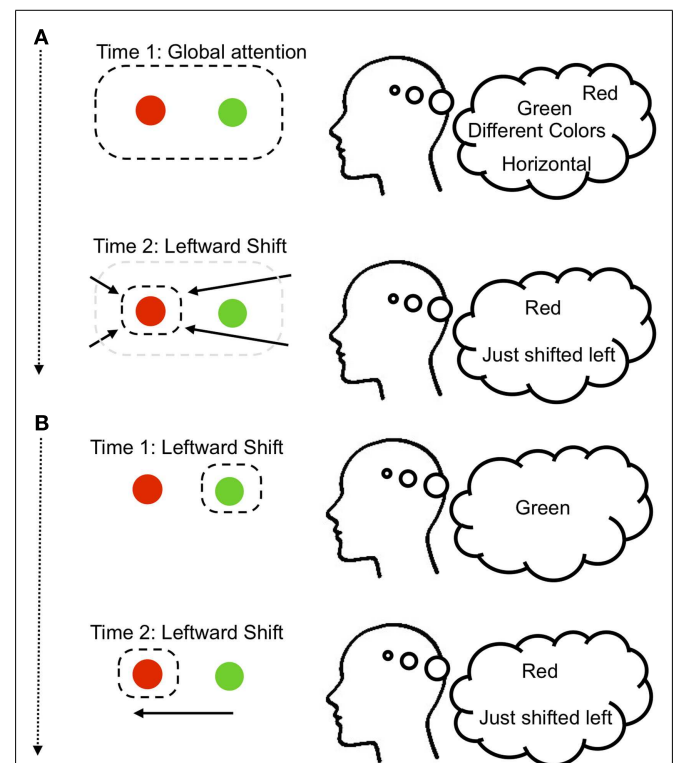 A
Time 1: Global attention
Red
Green
Different Colors
Horizontal
Time 2: Leftward Shift
Red
Just shifted left
B
Time 1: Leftward Shift
Green
Time 2: Leftward Shift
Red
Just shifted left